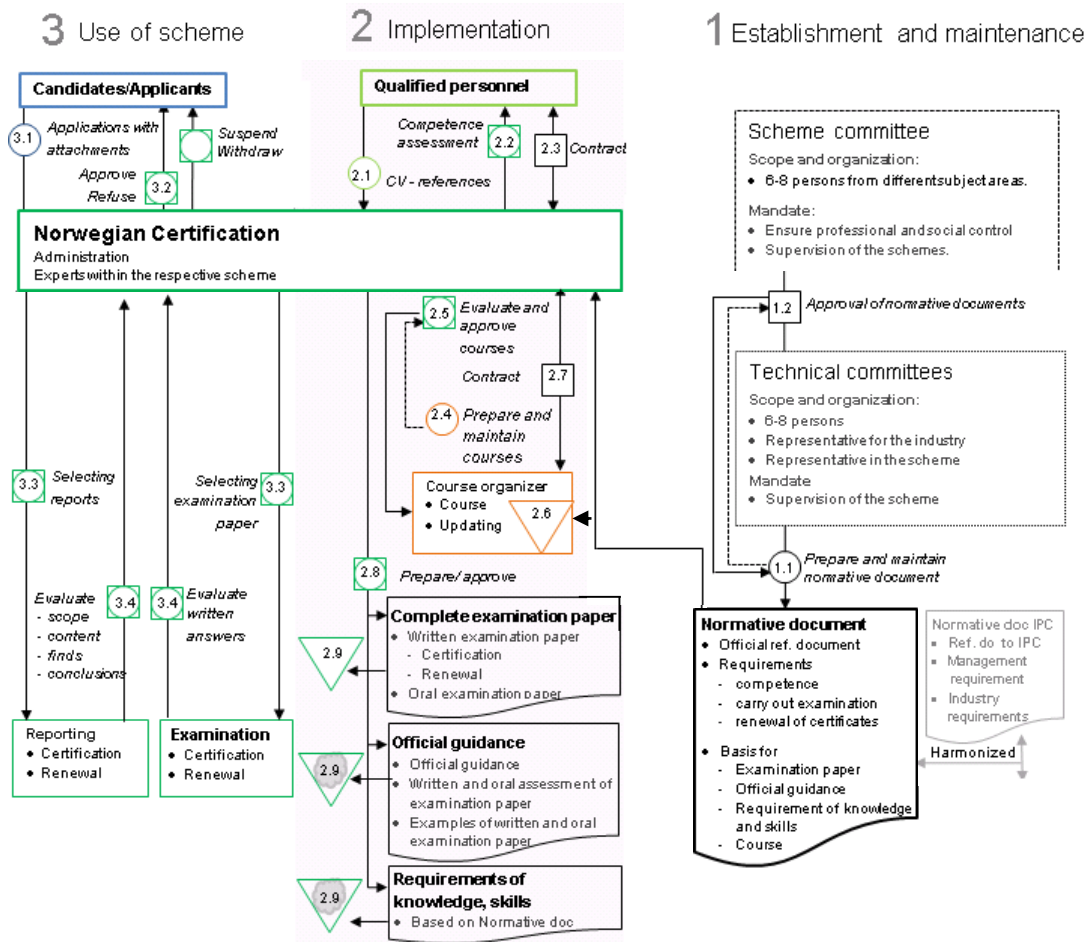 3 Use of scheme
Candidates/Applicants
3.1
Applications with
attachments
Approve
Refuse
3.2
Suspend
Withdraw
2 Implementation
Qualified personnel
2.1
CV - references
Competence
assessment
2.2
2.3
Contract
Norwegian Certification
Administration
Experts within the respective scheme
3.3
Selecting
reports
Evaluate
- scope
- content
- finds
- conclusions
3.4
3.4
Evaluate
written
answers
Selecting
examination
paper
3.3
Reporting
• Certification
• Renewal
Examination
• Certification
• Renewal
2.5
Evaluate and
approve
courses
Contract
2.7
2.4
Prepare and
maintain
courses
Course organizer
• Course
• Updating
2.6
2.8
Prepare/ approve
Complete examination paper
• Written examination paper
- Certification
- Renewal
• Oral examination paper
2.9
Official guidance
• Official guidance
• Written and oral assessment of
examination paper
• Examples of written and oral
examination paper
2.9
Requirements of
knowledge, skills
• Based on Normative doc
2.9
1 Establishment and maintenance
Scheme committee
Scope and organization:
• 6-8 persons from different subject areas.
Mandate:
• Ensure professional and social control
• Supervision of the schemes.
1.2
Approval of normative documents
Technical committees
Scope and organization:
• 6-8 persons
• Representative for the industry
• Representative in the scheme
Mandate
• Supervision of the scheme
1.1
Prepare and maintain
normative document
Normative document
• Official ref. document
• Requirements
- competence
- carry out examination
- renewal of certificates
• Basis for
- Examination paper
- Official guidance
- Requirement of knowledge
and skills
- Course
Normative doc IPC
• Ref. do to IPC
• Management
requirement
• Industry
requirements
Harmonized